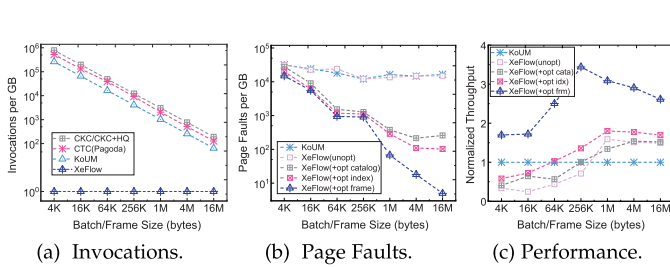 10^6
10^5
10^4
10^3
10^2
10^0
Invocations per GB
CKC/CKC+HQ
CTC(Pagoda)
KoUM
XeFlow
4K 16K 64K 256K 1M 4M 16M
Batch/Frame Size (bytes)
(a) Invocations.
10^5
10^4
10^3
10^2
10^1
Page Faults per GB
KoUM
XeFlow(unopt)
XeFlow(+opt catalog)
XeFlow(+opt index)
XeFlow(+opt frame)
4K 16K 64K 256K 1M 4M 16M
Batch/Frame Size (bytes)
(b) Page Faults.
4
3
2
1
0
Normalized Throughput
KoUM
XeFlow(unopt)
XeFlow(+opt cata)
XeFlow(+opt idx)
XeFlow(+opt frm)
4K 16K 64K 256K 1M 4M 16M
Batch/Frame Size (bytes)
(c) Performance.